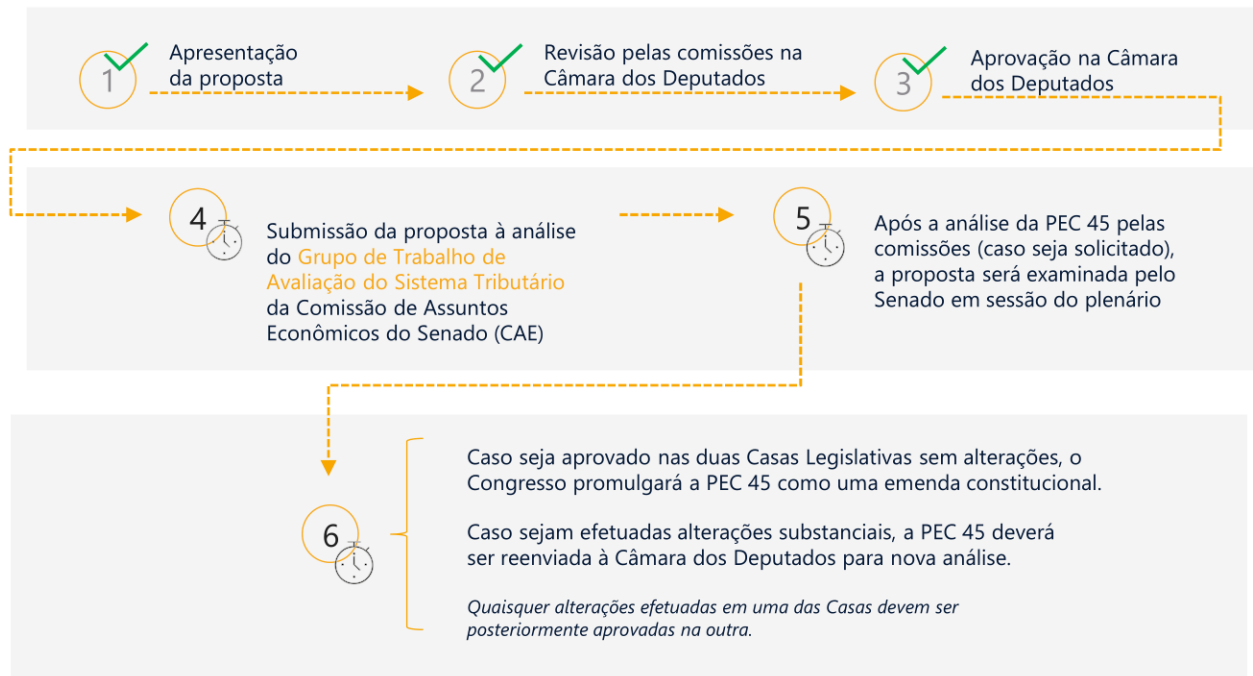 1
Apresentação
da proposta
2
Revisão pelas comissões na
Câmara dos Deputados
3
Aprovação na Câmara
dos Deputados
4
Submissão da proposta à análise
do Grupo de Trabalho de
Avaliação do Sistema Tributário
da Comissão de Assuntos
Econômicos do Senado (CAE)
5
Após a análise da PEC 45 pelas
comissões (caso seja solicitado),
a proposta será examinada pelo
Senado em sessão do plenário
6
Caso seja aprovado nas duas Casas Legislativas sem alterações, o
Congresso promulgará a PEC 45 como uma emenda constitucional.
Caso sejam efetuadas alterações substanciais, a PEC 45 deverá
ser reenviada à Câmara dos Deputados para nova análise.
Quaisquer alterações efetuadas em uma das Casas devem ser
posteriormente aprovadas na outra.